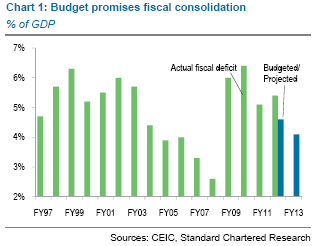 Chart 1: Budget promises fiscal consolidation
% of GDP
7%
6%
5%
4%
3%
2%
Actual fiscal deficit
Budgeted/
Projected
FY97 FY99 FY01 FY03 FY05 FY07 FY09 FY11 FY13
Sources: CEIC, Standard Chartered Research